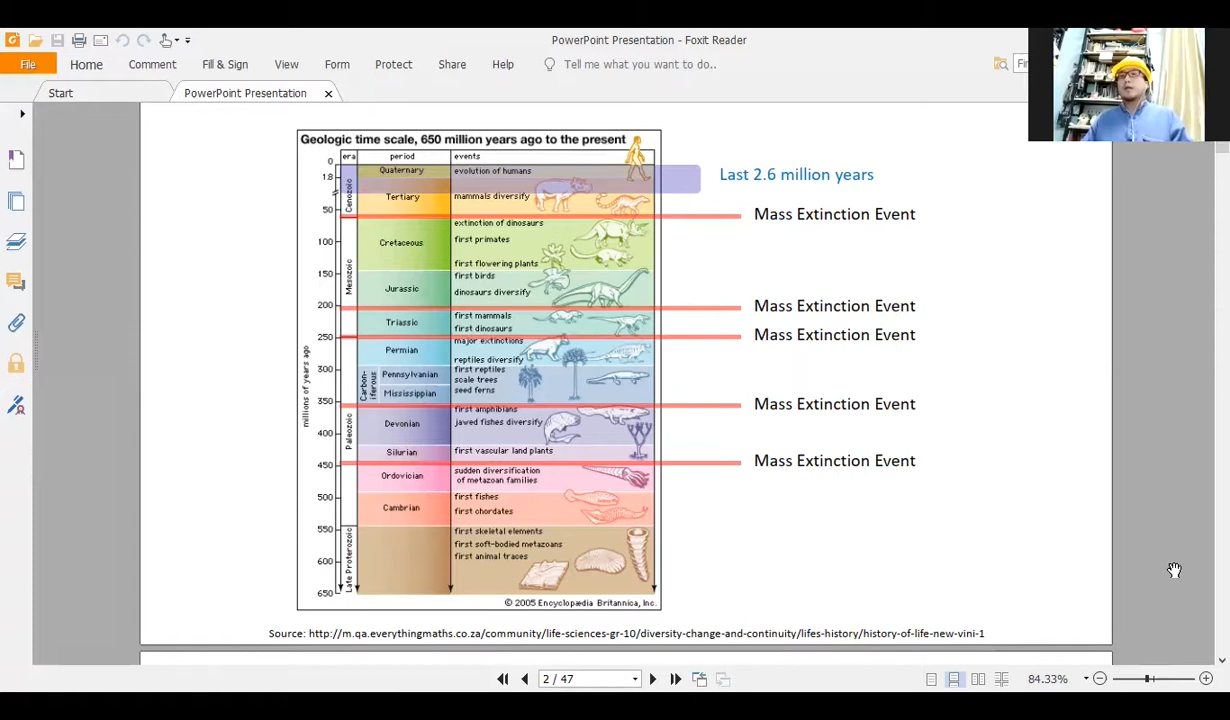 PowerPoint Presentation - Foxit Reader
File
Home
Comment
Fill & Sign
View
Form
Protect
Share
Help
Tell me what you want to do..
Start
PowerPoint Presentation
Geologic time scale, 650 million years ago to the present
era
period
events
0
Quaternary
evolution of humans
1.8
Last 2.6 million years
Cenozoic
Tertiary
mammals diversify
50
Mass Extinction Event
extinction of dinosaurs
100
Cretaceous
first primates
first flowering plants
150
Mesozoic
first birds
Jurassic
dinosaurs diversify
200
Mass Extinction Event
Triassic
first mammals
first dinosaurs
250
Mass Extinction Event
major extinctions
Permian
reptiles diversify
300
millions of years ago
Carbon-
iferous
Pennsylvanian
first reptiles
scale trees
Mississippian
seed ferns
350
Mass Extinction Event
Paleozoic
first amphibians
Devonian
jawed fishes diversify
400
Silurian
first vascular land plants
450
Mass Extinction Event
Ordovician
sudden diversification
of metazoan families
500
Cambrian
first fishes
first chordates
550
Late Proterozoic
first skeletal elements
first soft-bodied metazoans
first animal traces
600
650
© 2005 Encyclopædia Britannica, Inc.
Source: http://m.qa.everythingmaths.co.za/community/life-sciences-gr-10/diversity-change-and-continuity/lifes-history/history-of-life-new-vini-1
2 / 47
84.33%